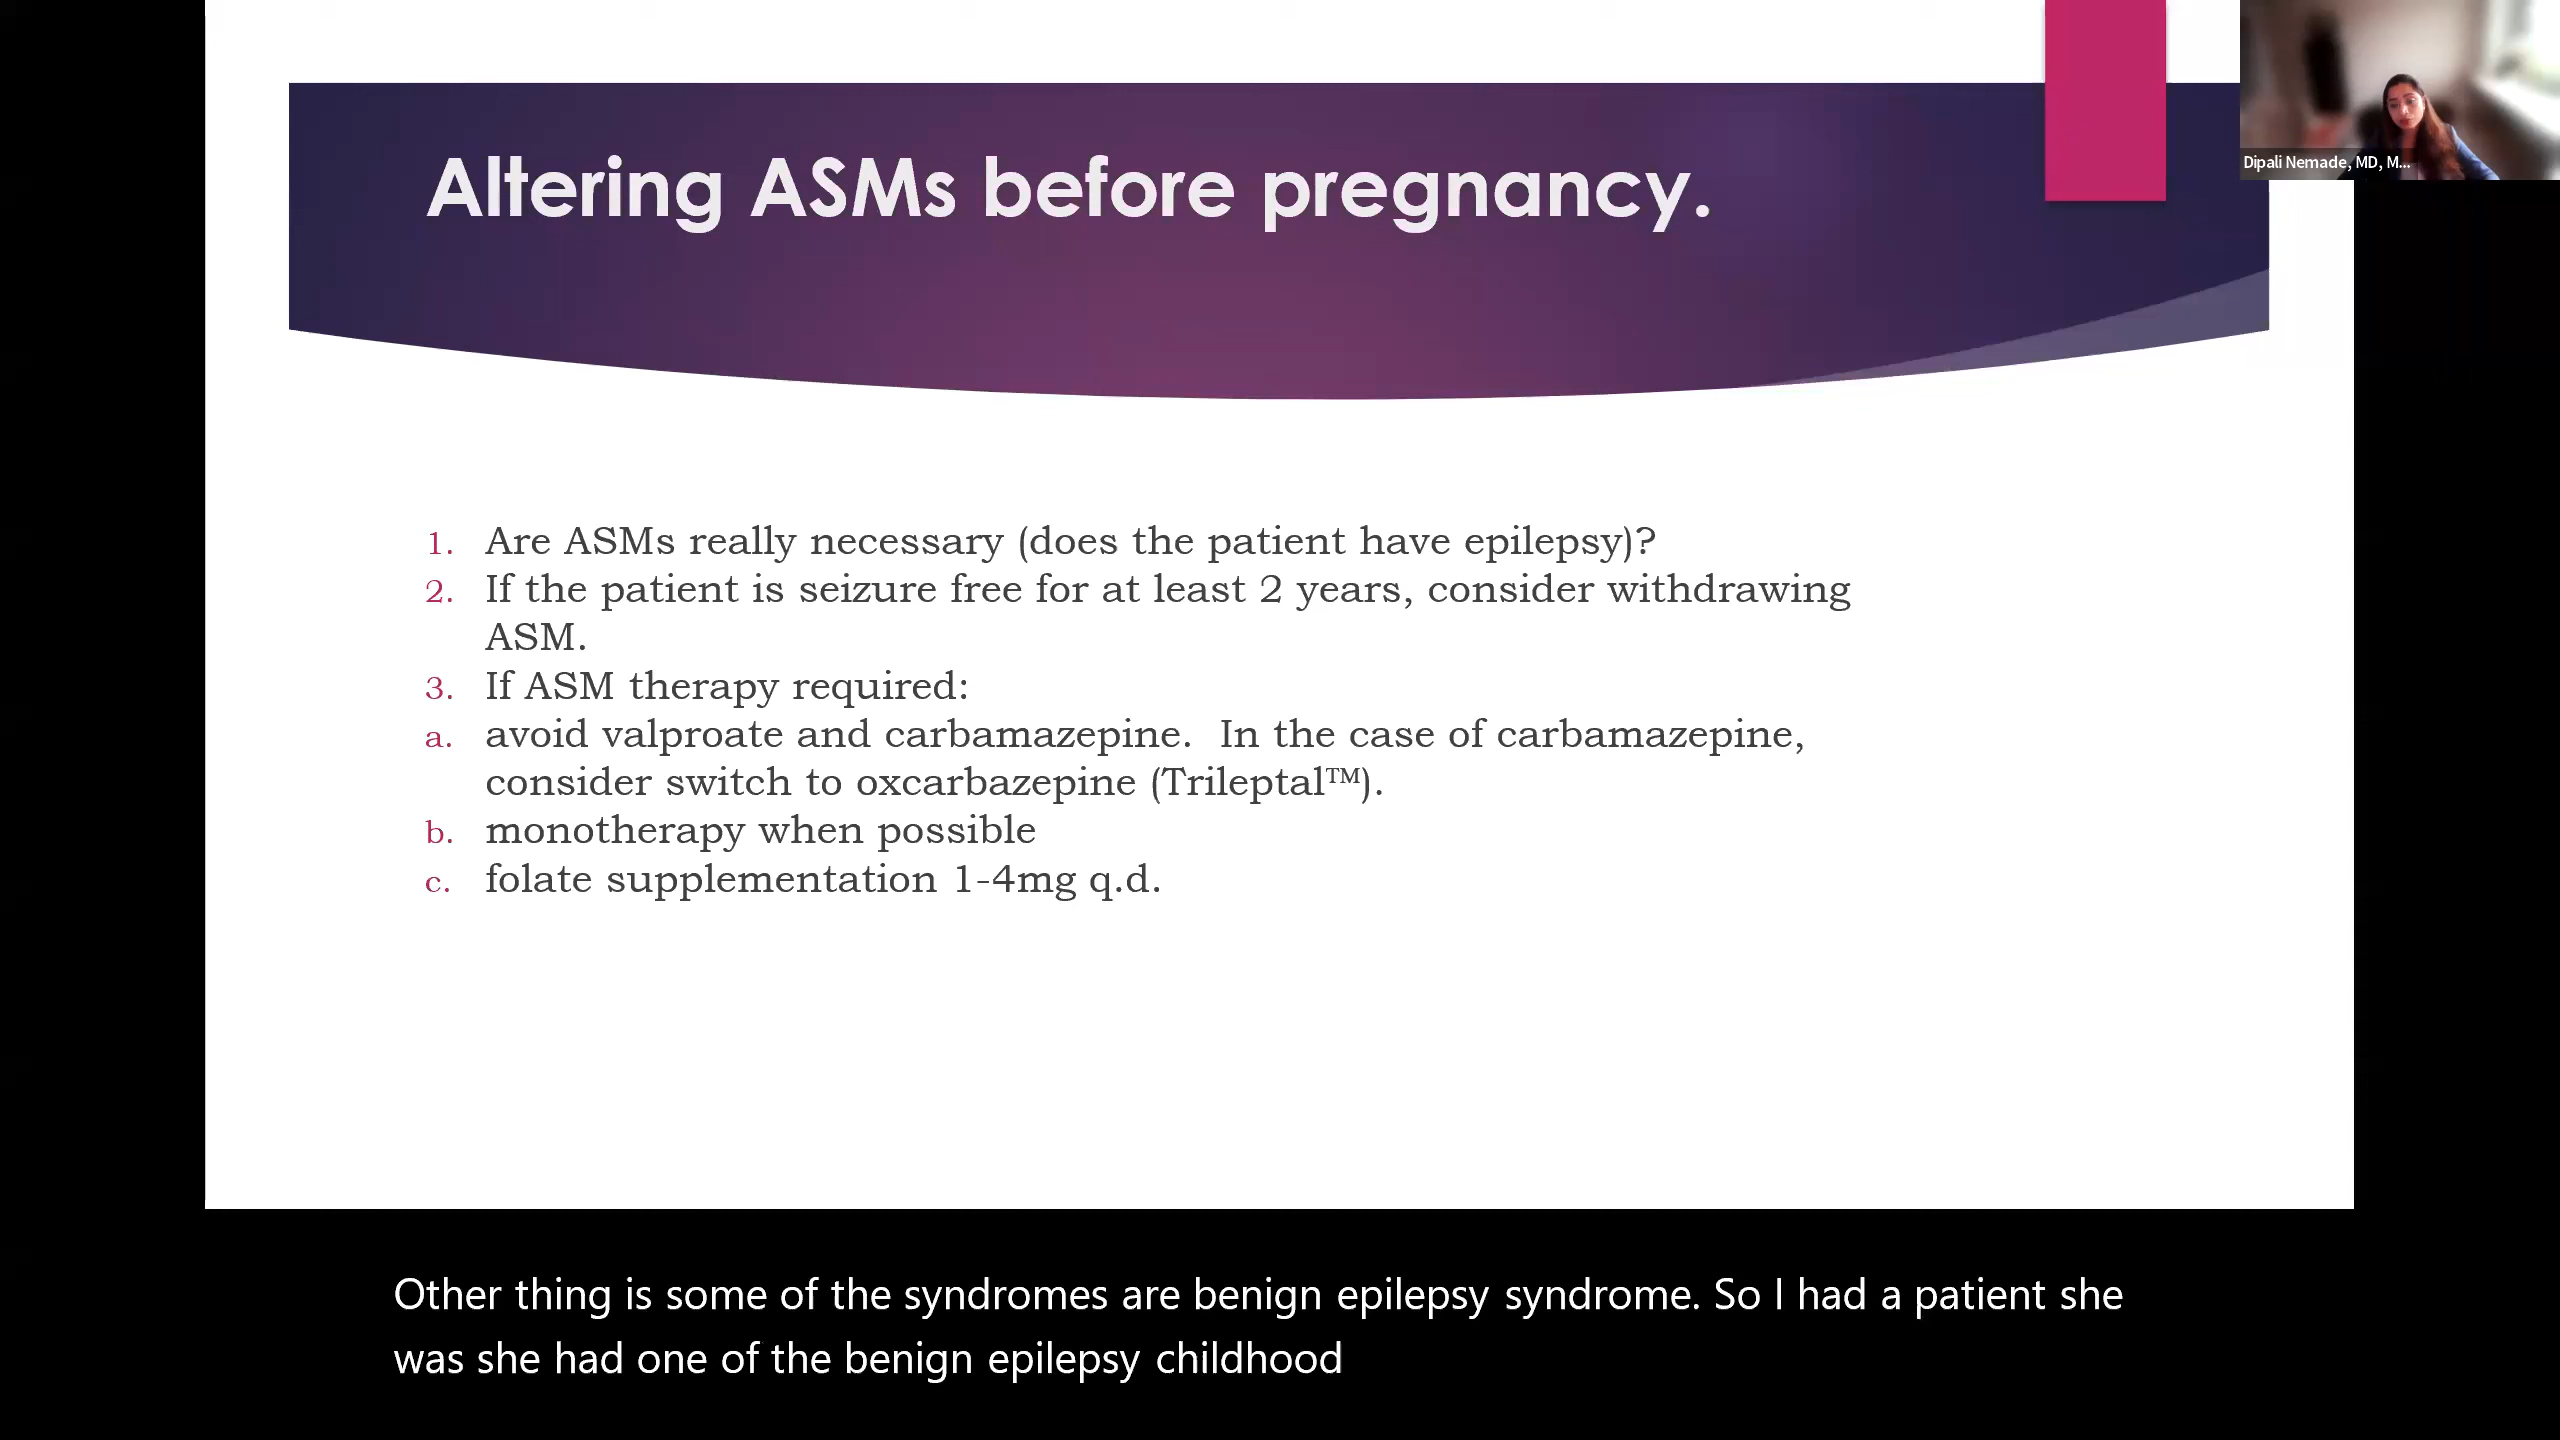 Altering ASMs before pregnancy.
Dipali Nemade, MD, M...
1. Are ASMs really necessary (does the patient have epilepsy)?
2. If the patient is seizure free for at least 2 years, consider withdrawing
ASM.
3. If ASM therapy required:
a. avoid valproate and carbamazepine.  In the case of carbamazepine,
consider switch to oxcarbazepine (Trileptal™).
b. monotherapy when possible
c. folate supplementation 1-4mg q.d.
Other thing is some of the syndromes are benign epilepsy syndrome. So I had a patient she
was she had one of the benign epilepsy childhood